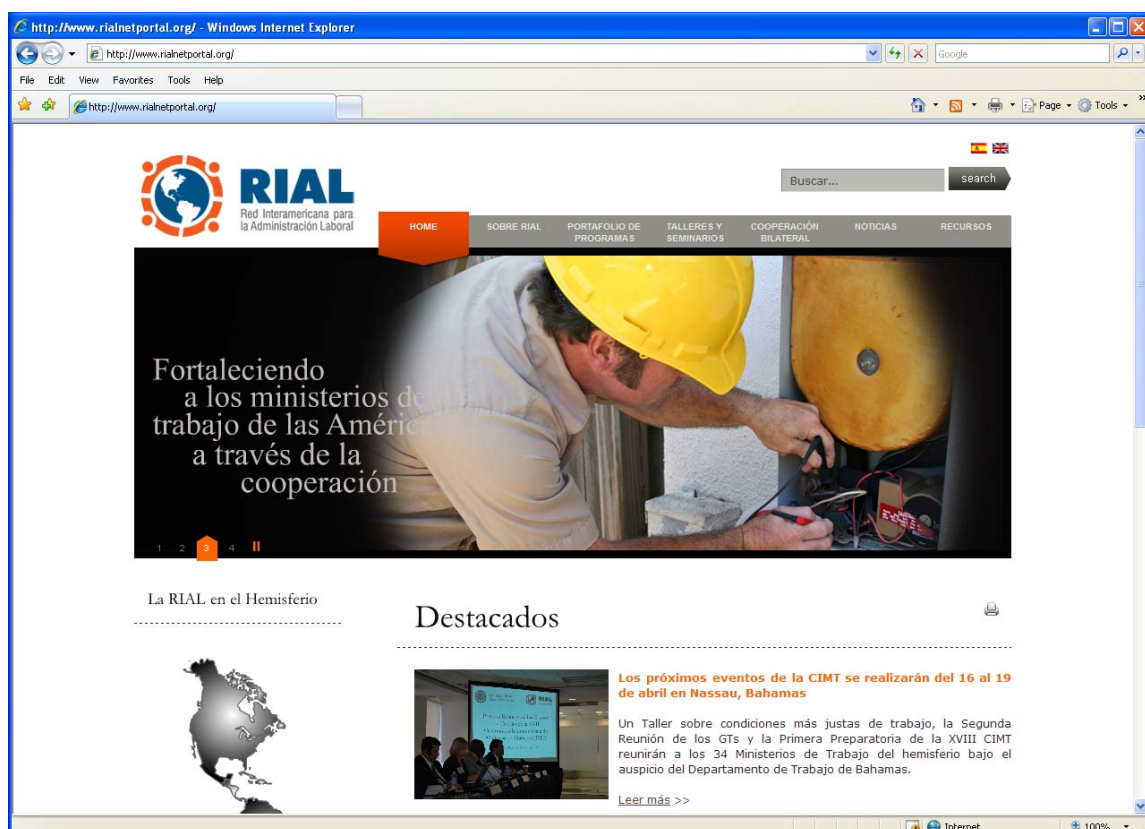 http://www.rialnetportal.org/ - Windows Internet Explorer
http://www.rialnetportal.org/
Google
File Edit View Favorites Tools Help
http://www.rialnetportal.org/
Page Tools
Buscar...
search
RIAL
Red Interamericana para
la Administración Laboral
HOME
SOBRE RIAL
PORTAFOLIO DE
PROGRAMAS
TALLERES Y
SEMINARIOS
COOPERACIÓN
BILATERAL
NOTICIAS
RECURSOS
Fortaleciendo
a los ministerios de
trabajo de las Améric
a través de la
cooperación
1 2 3 4
La RIAL en el Hemisferio
Destacados
Los próximos eventos de la CIMT se realizarán del 16 al 19
de abril en Nassau, Bahamas
Un Taller sobre condiciones más justas de trabajo, la Segunda
Reunión de los GTs y la Primera Preparatoria de la XVIII CIMT
reunirán a los 34 Ministerios de Trabajo del hemisferio bajo el
auspicio del Departamento de Trabajo de Bahamas.
Leer más >>
Internet
100%